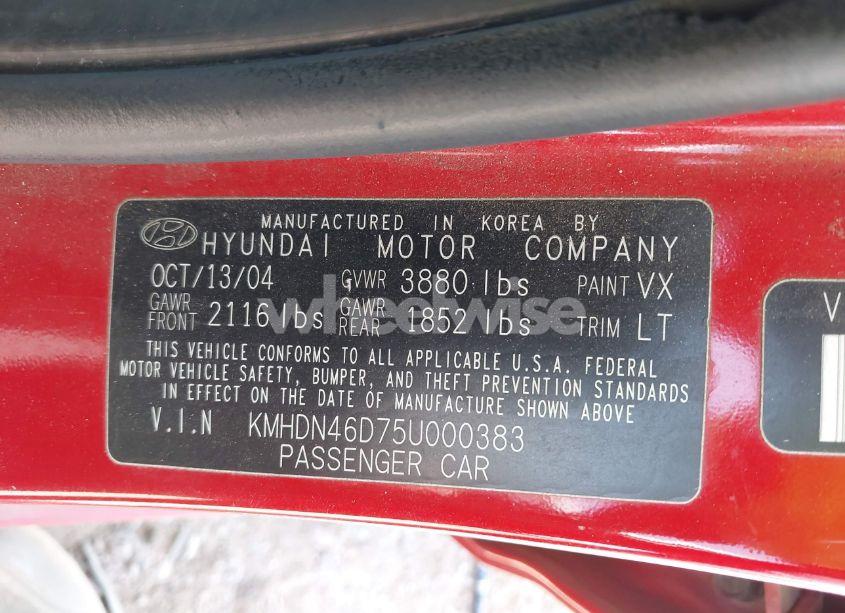 MANUFACTURED IN KOREA BY
HYUNDAI MOTOR COMPANY
OCT/13/04 GVWR 3880 lbs PAINT VX
GAWR FRONT 2116 lbs GAWR REAR 1852 lbs TRIM LT
THIS VEHICLE CONFORMS TO ALL APPLICABLE U.S.A. FEDERAL
MOTOR VEHICLE SAFETY, BUMPER, AND THEFT PREVENTION STANDARDS
IN EFFECT ON THE DATE OF MANUFACTURE SHOWN ABOVE
V.I.N KMHDN46D75U000383
PASSENGER CAR
wheelwise
V